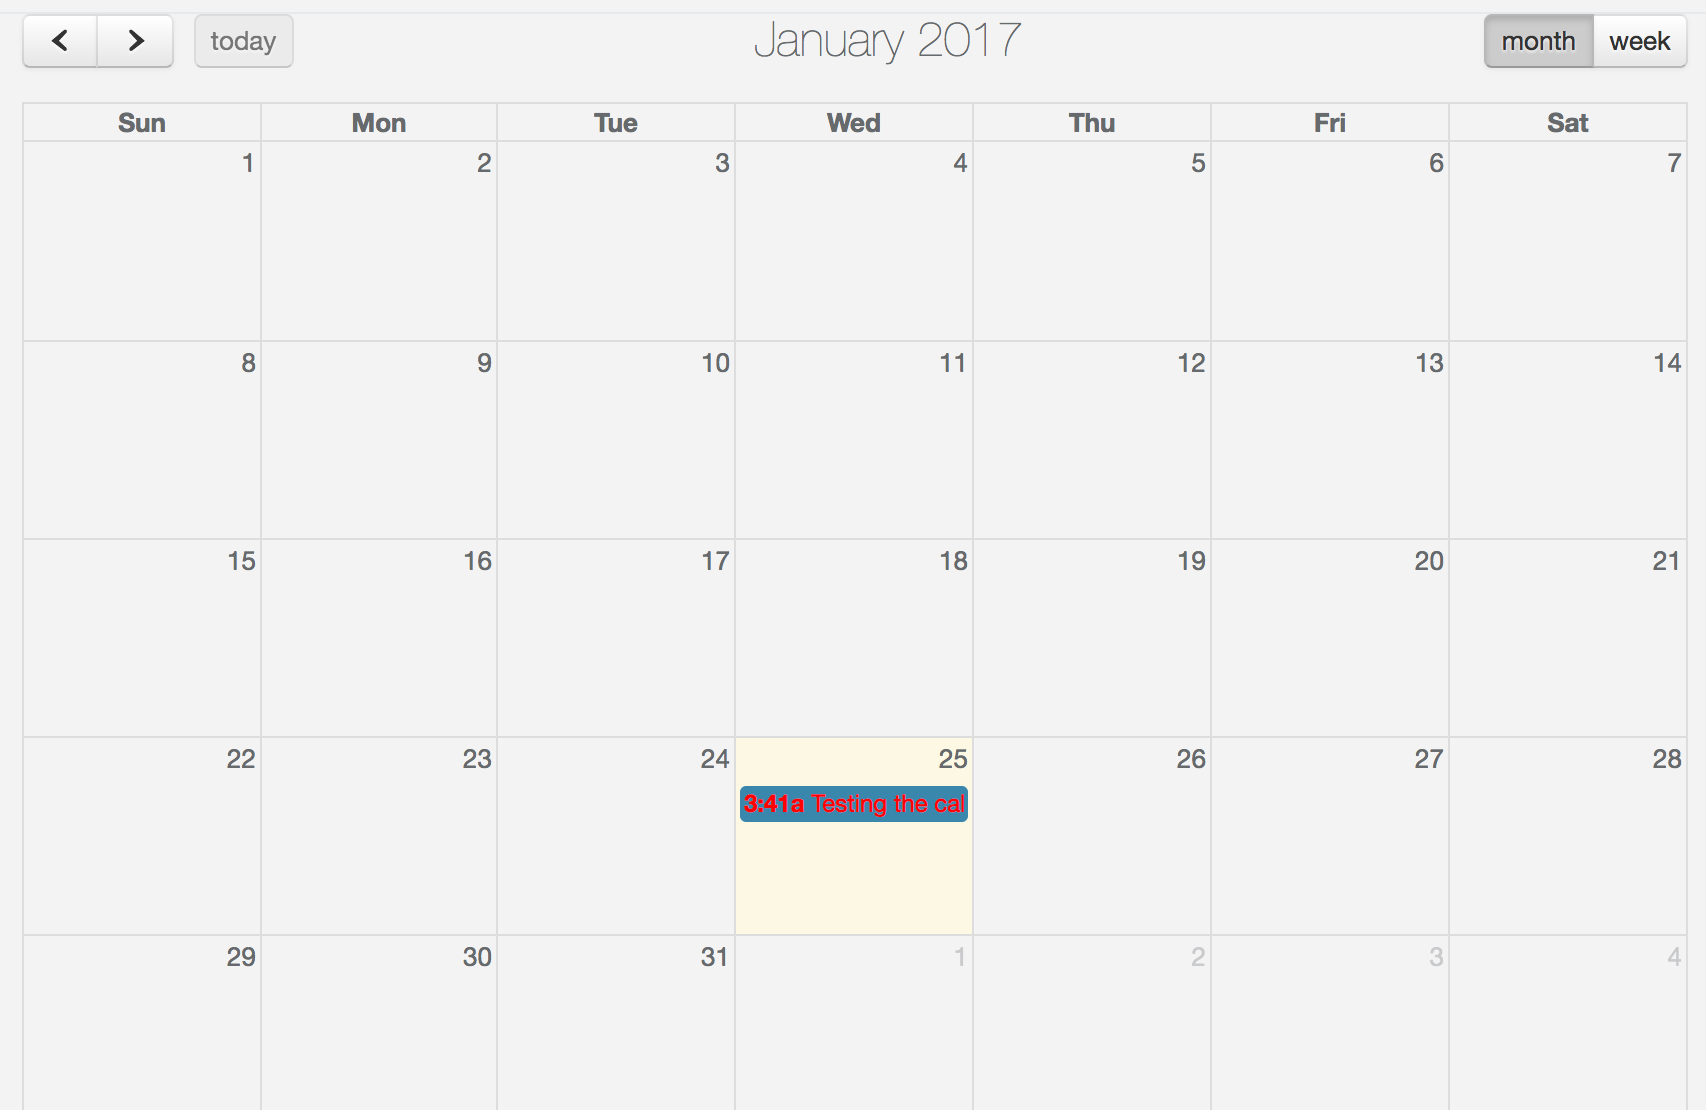 today January 2017 month week
Sun Mon Tue Wed Thu Fri Sat
1 2 3 4 5 6 7
8 9 10 11 12 13 14
15 16 17 18 19 20 21
22 23 24 25 26 27 28
3:41a Testing the cal
29 30 31 1 2 3 4